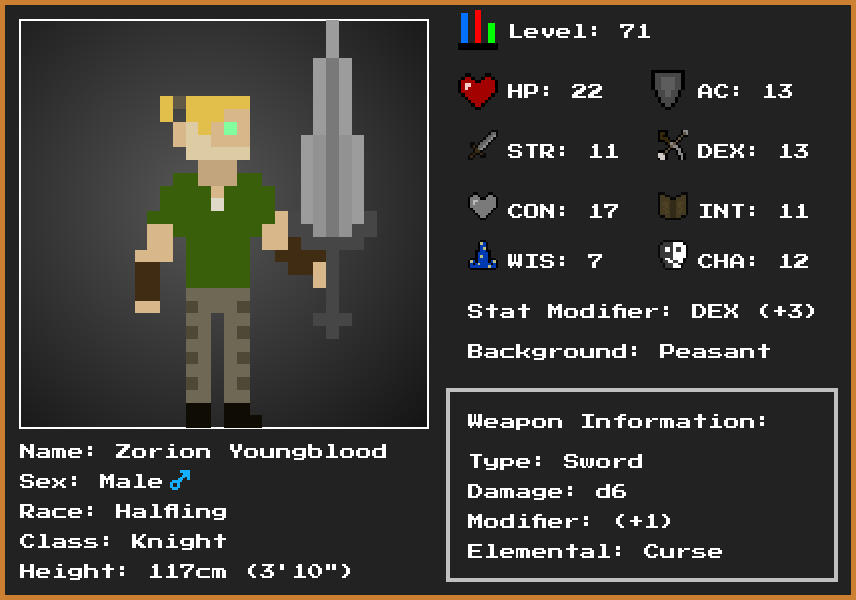 Level: 71
HP: 22 AC: 13
STR: 11 DEX: 13
CON: 17 INT: 11
WIS: 7 CHA: 12
Stat Modifier: DEX (+3)
Background: Peasant
Weapon Information:
Type: Sword
Damage: d6
Modifier: (+1)
Elemental: Curse
Name: Zorion Youngblood
Sex: Male ♂
Race: Halfling
Class: Knight
Height: 117cm (3'10")